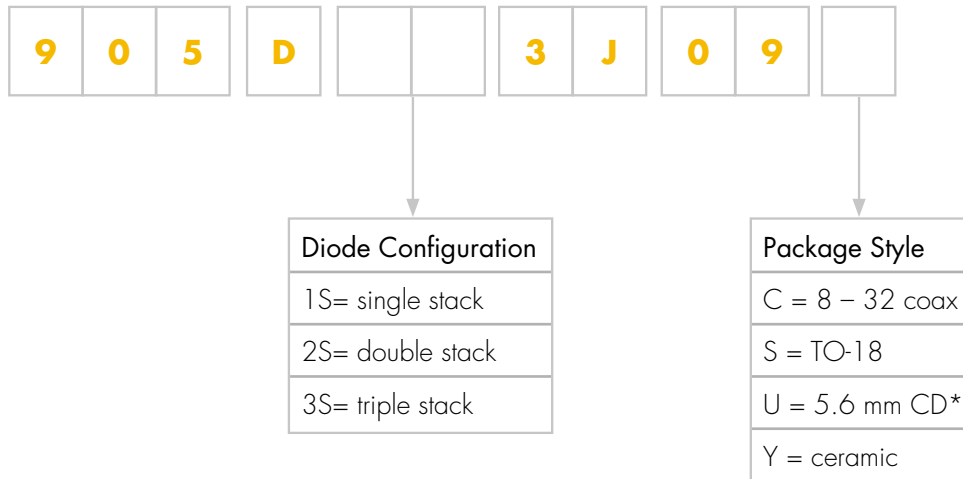 9 0 5 D 3 J 0 9
Diode Configuration
1S= single stack
2S= double stack
3S= triple stack
Package Style
C = 8 – 32 coax
S = TO-18
U = 5.6 mm CD*
Y = ceramic